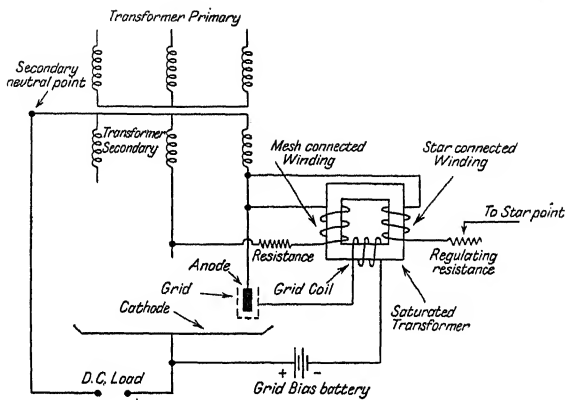 Transformer Primary
Secondary
neutral point
Transformer
Secondary
Mesh connected
Winding
Star connected
Winding
To Star point
Resistance
Regulating
resistance
Anode
Grid
Cathode
Grid Coil
Saturated
Transformer
D.C. Load
+ -
Grid Bias battery